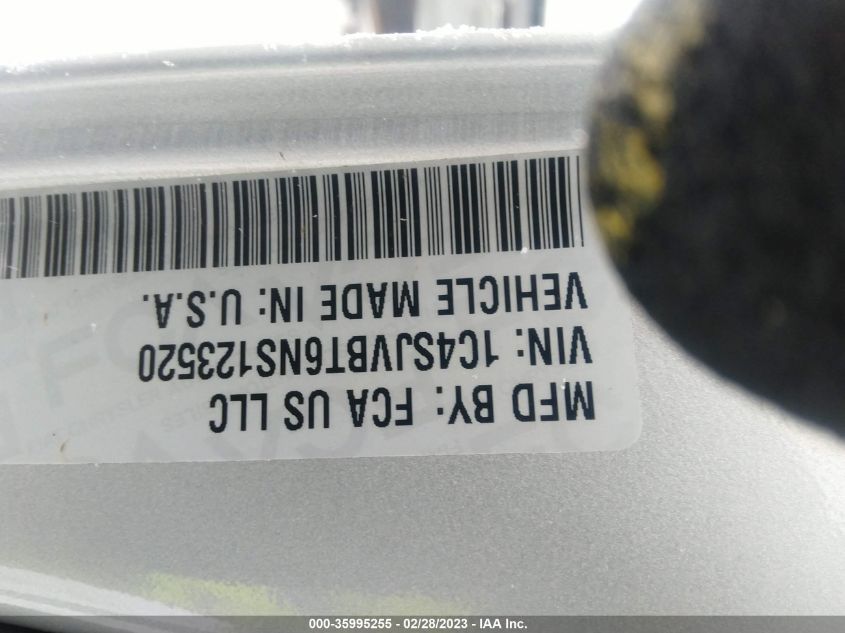 MFD BY: FCA US LLC
VIN: 1C4SJVBT6NS123520
VEHICLE MADE IN: U.S.A.
000-35995255 - 02/28/2023 - IAA Inc.